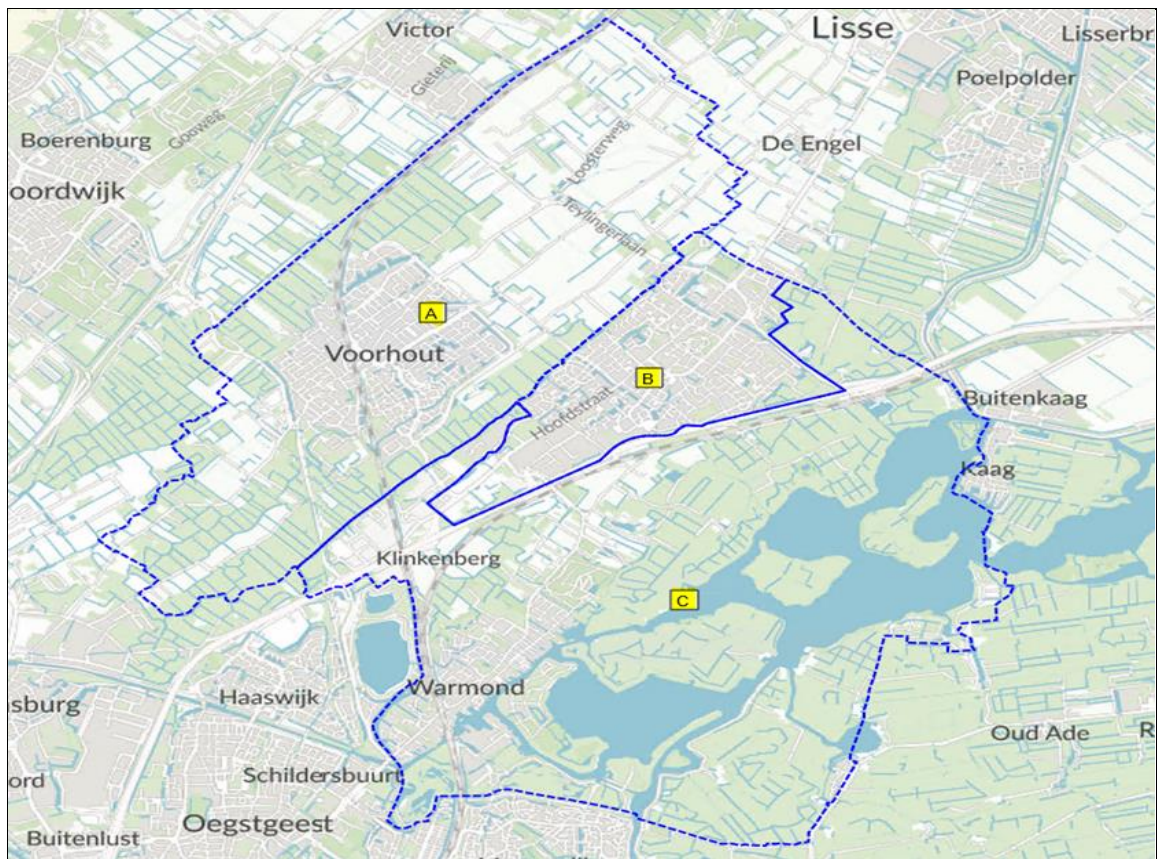 Victor
Lisse
Lisserbr
Gieterij
Poelpolder
Gooweg
Boerenburg
Loosterweg
De Engel
oordwijk
Teylingerlaan
A
Voorhout
B
Hoofdstraat
Buitenkaag
Kaag
Klinkenberg
C
Haaswijk
Warmond
sburg
Oud Ade
R
Schildersbuurt
ord
Oegstgeest
Buitenlust